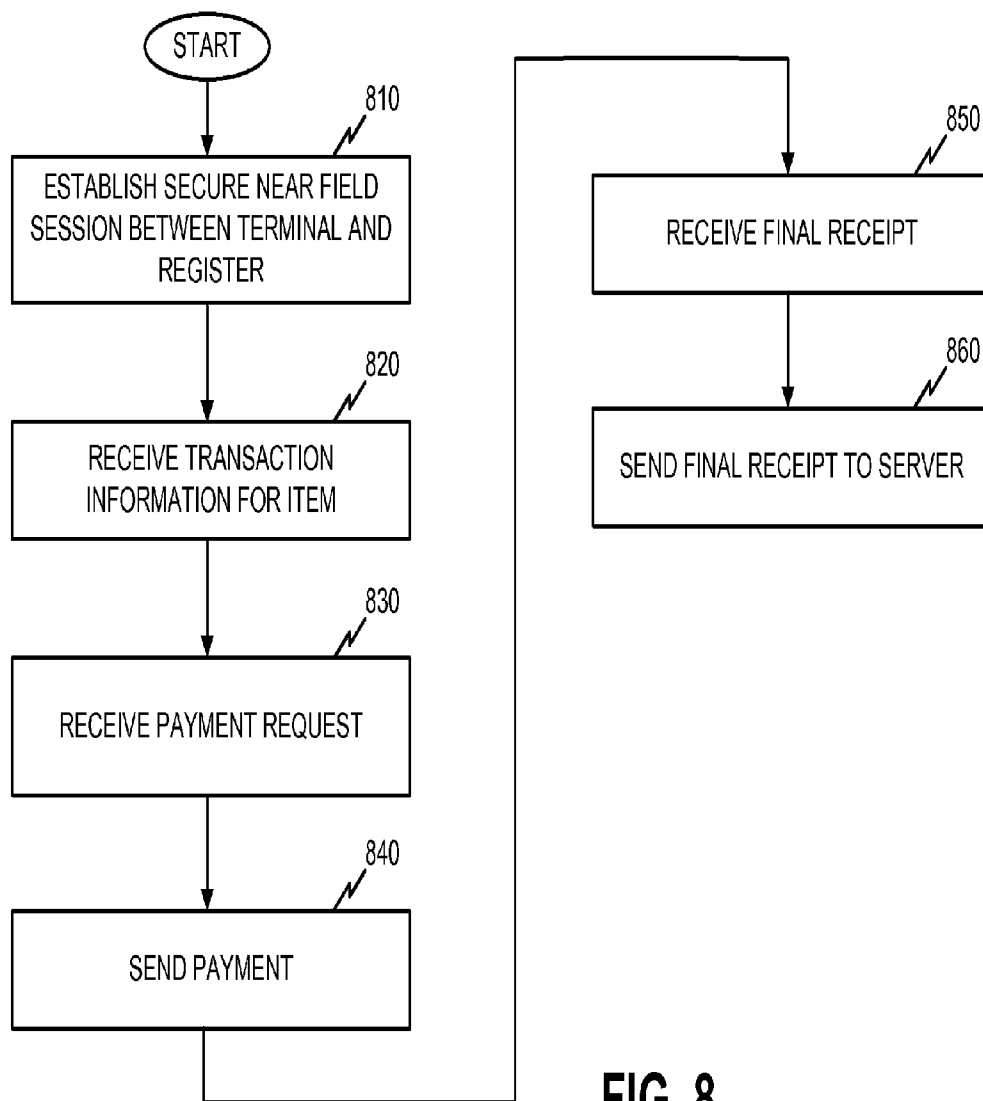 START
810
ESTABLISH SECURE NEAR FIELD
SESSION BETWEEN TERMINAL AND
REGISTER
820
RECEIVE TRANSACTION
INFORMATION FOR ITEM
830
RECEIVE PAYMENT REQUEST
840
SEND PAYMENT
850
RECEIVE FINAL RECEIPT
860
SEND FINAL RECEIPT TO SERVER
FIG. 8